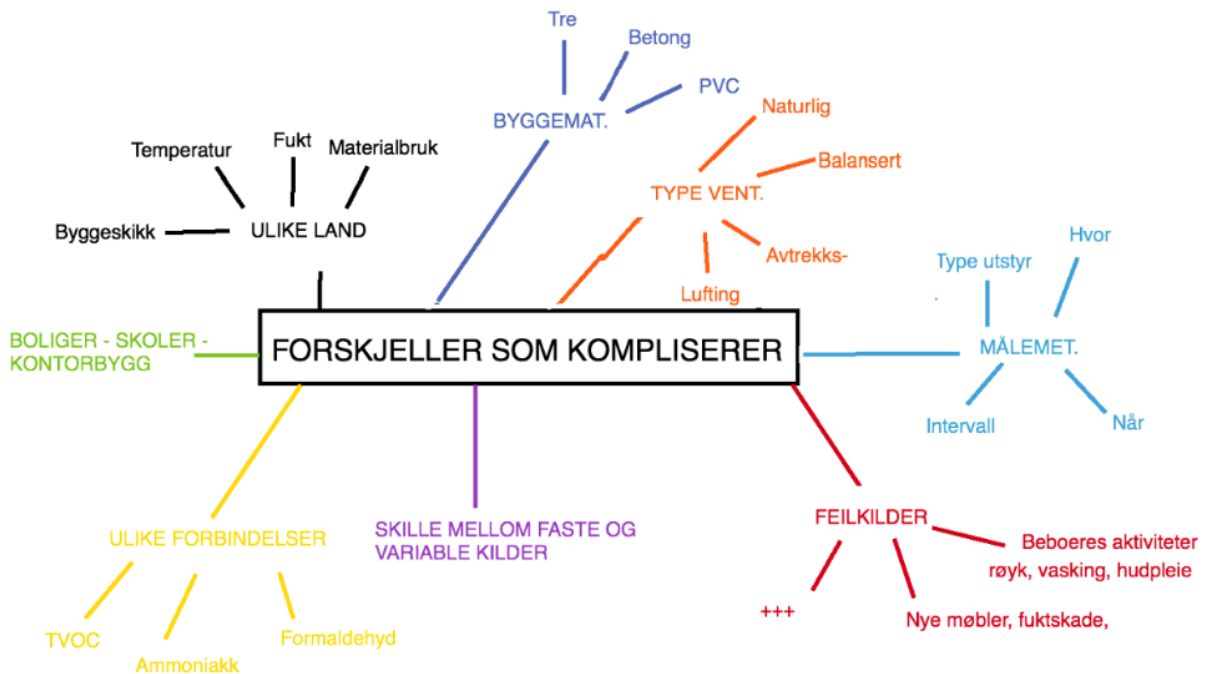 Tre
Betong
PVC
BYGGEMAT.
Naturlig
Balansert
TYPE VENT.
Avtrekks-
Lufting
Temperatur
Fukt
Materialbruk
Byggeskikk
ULIKE LAND
Hvor
Type utstyr
MÅLEMET.
Intervall
Når
BOLIGER - SKOLER -
KONTORBYGG
FORSKJELLER SOM KOMPLISERER
ULIKE FORBINDELSER
TVOC
Ammoniakk
Formaldehyd
SKILLE MELLOM FASTE OG
VARIABLE KILDER
FEILKILDER
Beboeres aktiviteter
røyk, vasking, hudpleie
+++
Nye møbler, fuktskade,